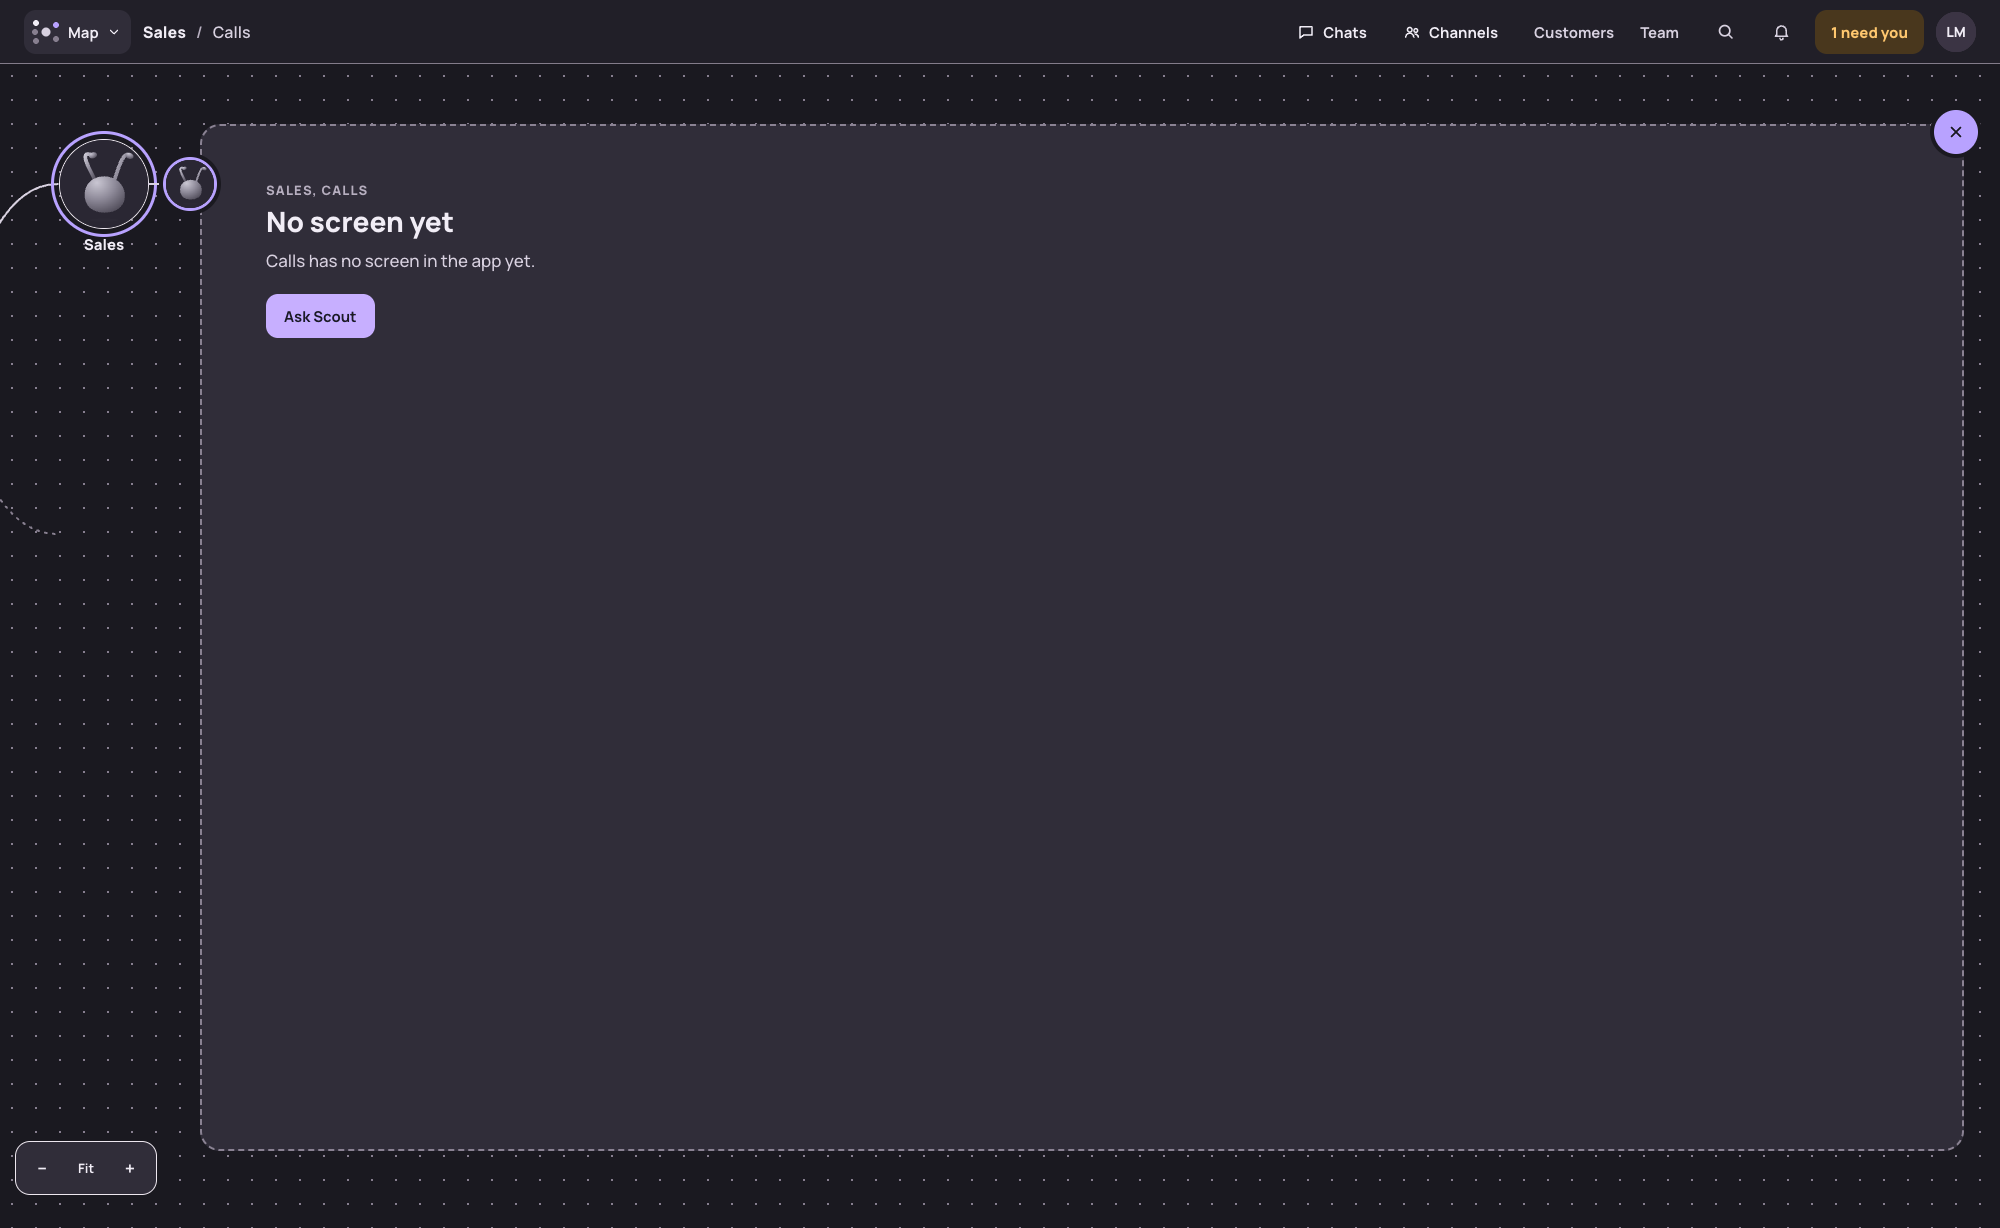 Map
Sales / Calls
Chats
Channels
Customers
Team
1 need you
LM
Sales
SALES, CALLS
No screen yet
Calls has no screen in the app yet.
Ask Scout
− Fit +